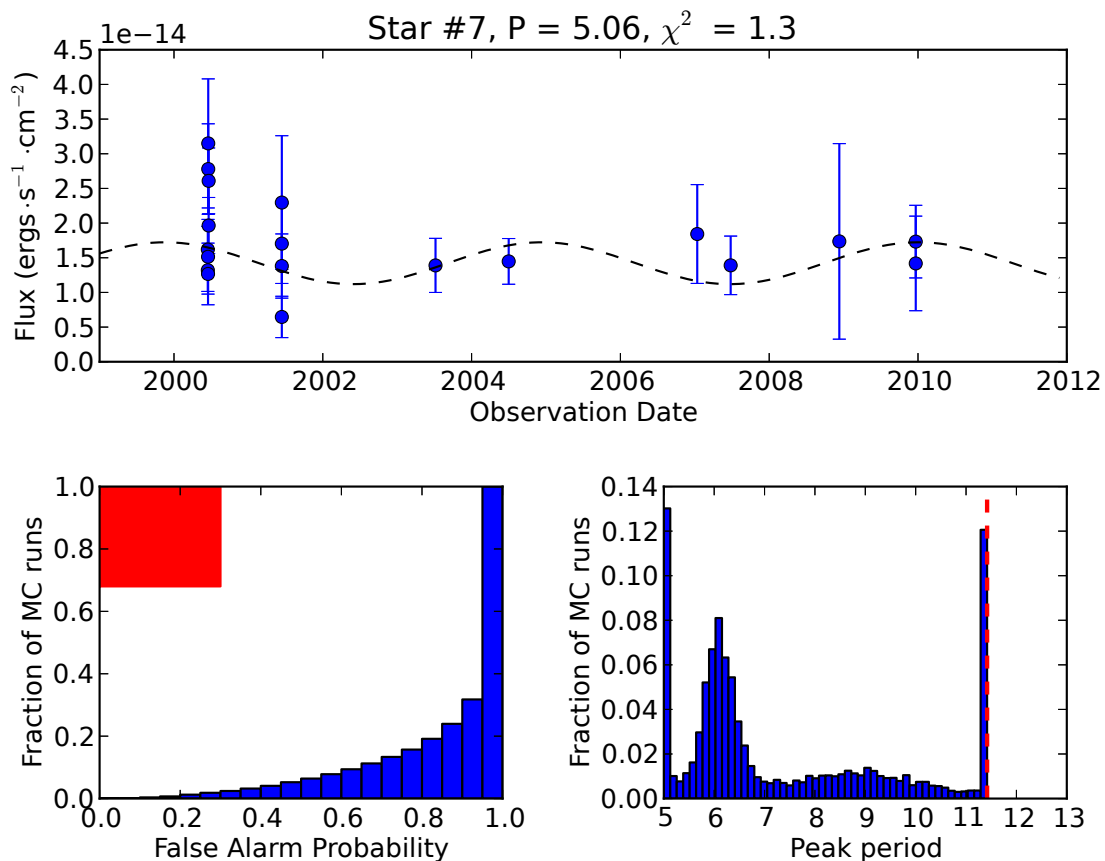 Star #7, P = 5.06, χ² = 1.3
1e−14
Flux (ergs·s⁻¹·cm⁻²)
4.5
4.0
3.5
3.0
2.5
2.0
1.5
1.0
0.5
0.0
2000 2002 2004 2006 2008 2010 2012
Observation Date
Fraction of MC runs
1.0
0.8
0.6
0.4
0.2
0.0
0.0 0.2 0.4 0.6 0.8 1.0
False Alarm Probability
Fraction of MC runs
0.14
0.12
0.10
0.08
0.06
0.04
0.02
0.00
5 6 7 8 9 10 11 12 13
Peak period